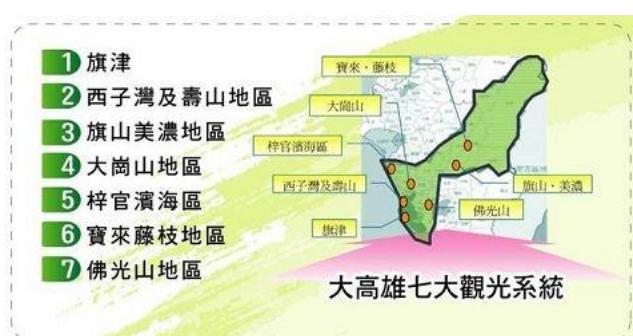 1 旗津
2 西子灣及壽山地區
3 旗山美濃地區
4 大崗山地區
5 梓官濱海區
6 寶來藤枝地區
7 佛光山地區
寶來、藤枝
大崗山
梓官濱海區
西子灣及壽山
旗津
旗山、美濃
佛光山
大高雄七大觀光系統